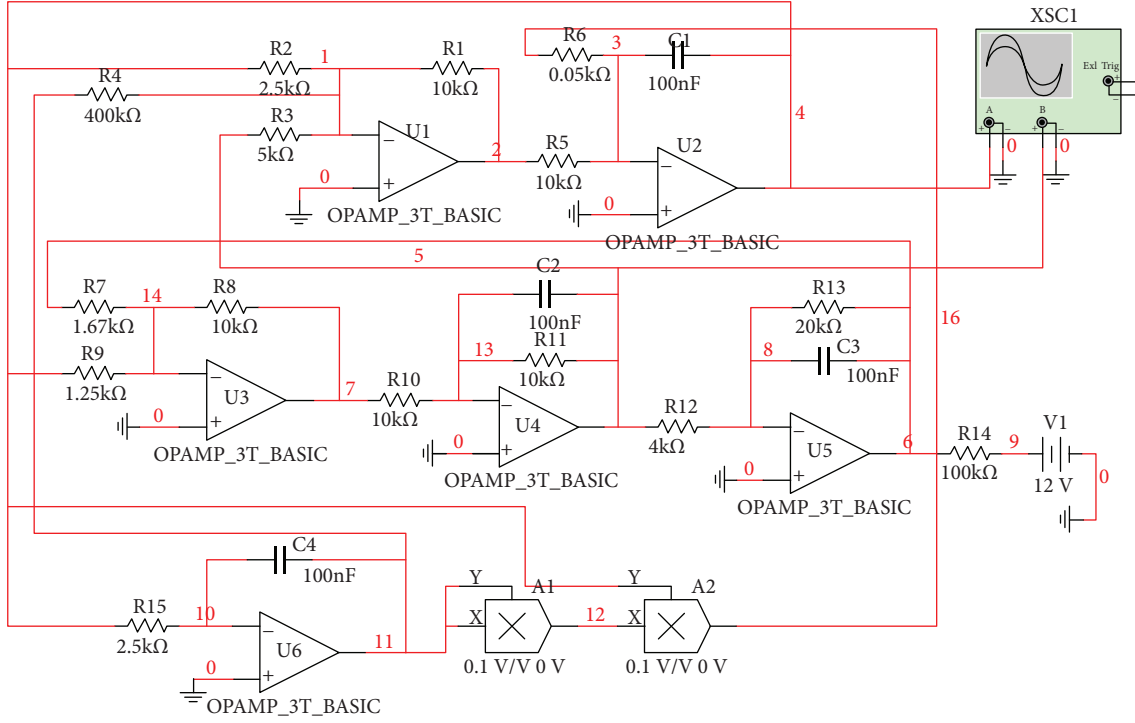 XSC1
Exl Trig
+
−
A
B
+ −
+ −
0
0
R6
0.05kΩ
3
C1
100nF
R2
2.5kΩ
1
R1
10kΩ
R4
400kΩ
R3
5kΩ
4
−
+
U1
0
2
OPAMP_3T_BASIC
R5
10kΩ
−
+
U2
0
OPAMP_3T_BASIC
5
C2
100nF
R7
1.67kΩ
14
R8
10kΩ
R13
20kΩ
16
13
R11
10kΩ
8
C3
100nF
R9
1.25kΩ
−
+
U3
0
7
OPAMP_3T_BASIC
R10
10kΩ
−
+
U4
0
OPAMP_3T_BASIC
R12
4kΩ
−
+
U5
0
6
OPAMP_3T_BASIC
R14
100kΩ
9
V1
12 V
0
C4
100nF
R15
2.5kΩ
10
−
+
U6
0
11
OPAMP_3T_BASIC
Y
X
A1
0.1 V/V 0 V
12
Y
X
A2
0.1 V/V 0 V